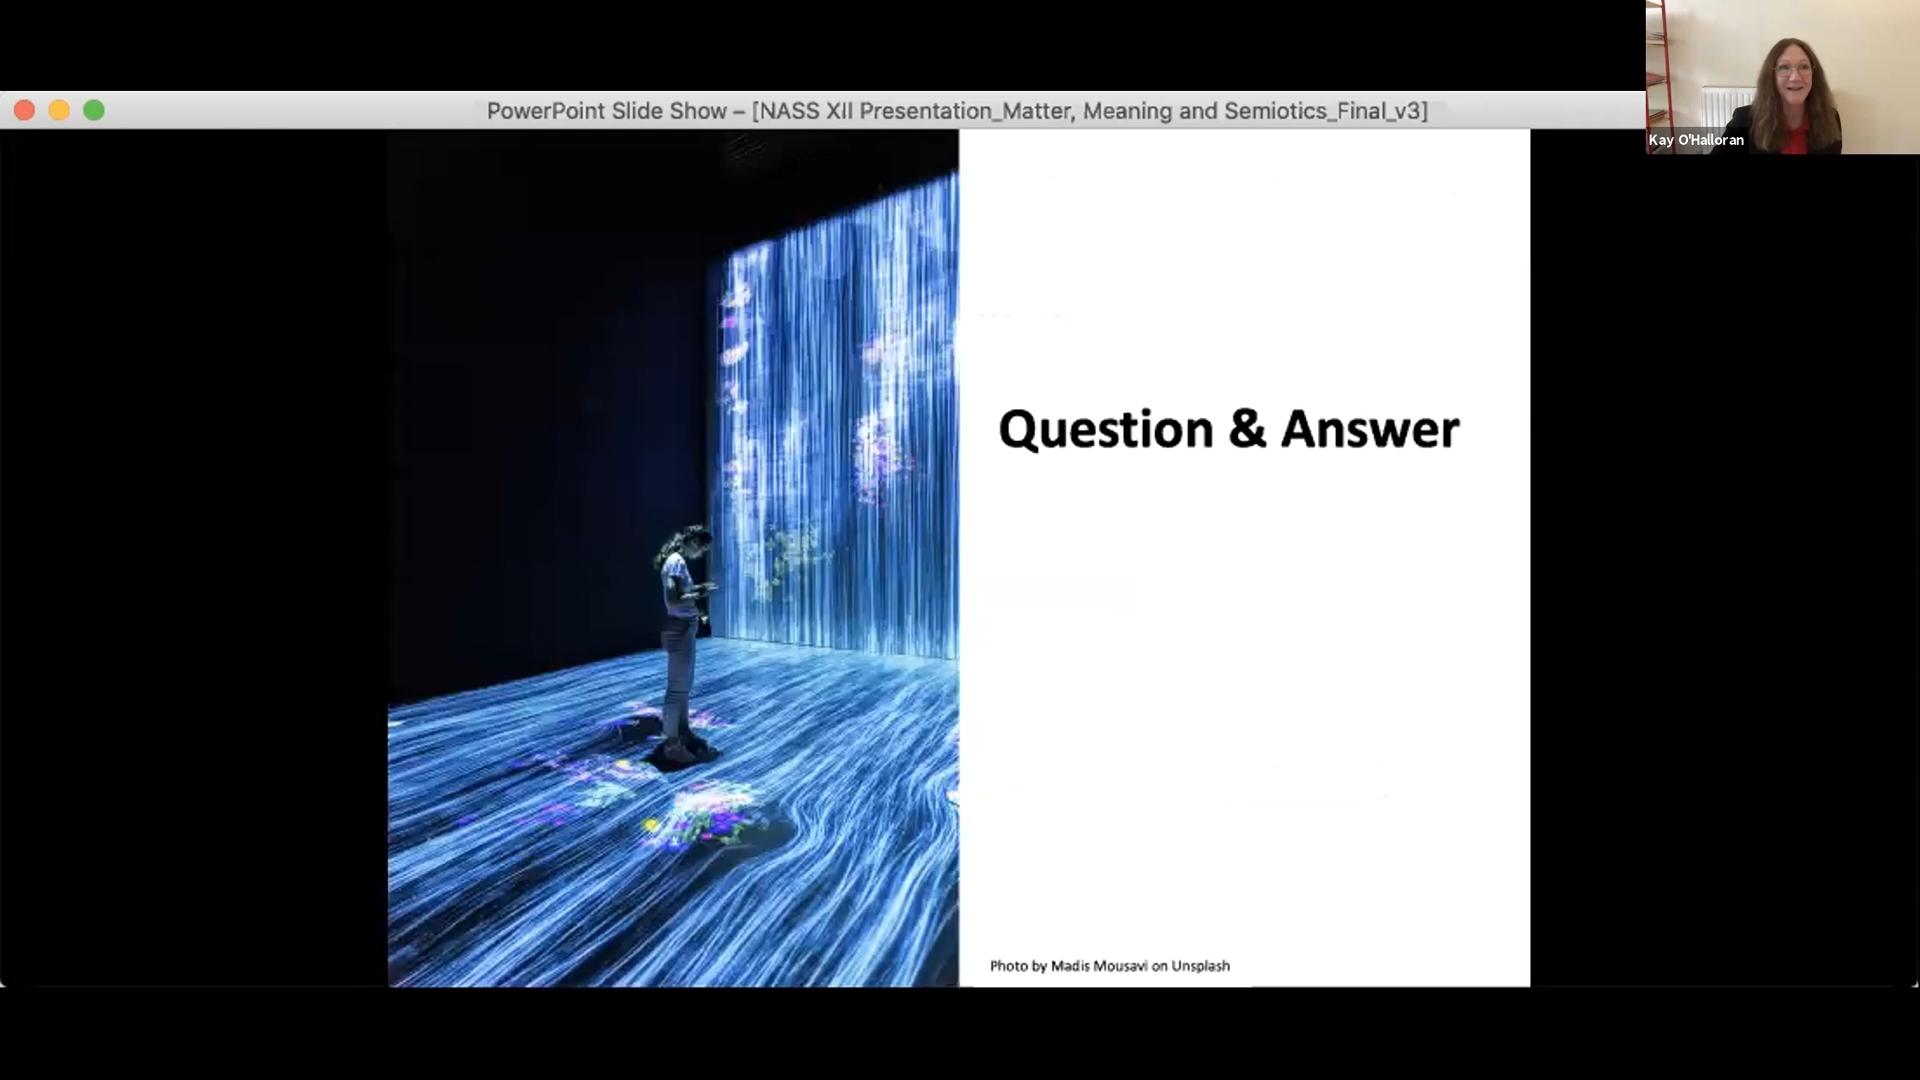 PowerPoint Slide Show – [NASS XII Presentation_Matter, Meaning and Semiotics_Final_v3]
Kay O'Halloran
Question & Answer
Photo by Madis Mousavi on Unsplash